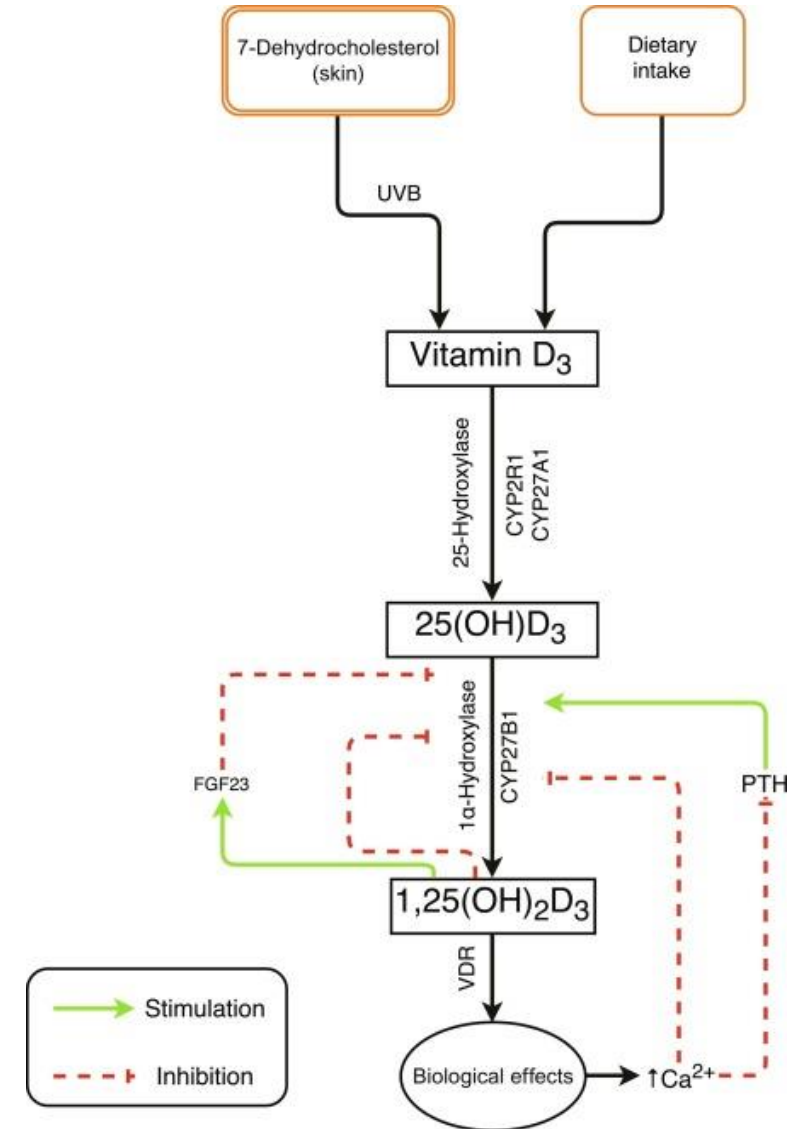 7-Dehydrocholesterol
(skin)
Dietary
intake
UVB
Vitamin D₃
25-Hydroxylase
CYP2R1
CYP27A1
25(OH)D₃
1α-Hydroxylase
CYP27B1
FGF23
PTH
1,25(OH)₂D₃
VDR
Stimulation
Inhibition
Biological effects
↑Ca²⁺